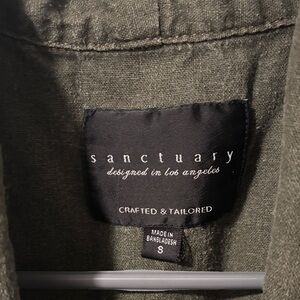 sanctuary
designed in los angeles
CRAFTED & TAILORED
MADE IN
BANGLADESH
S